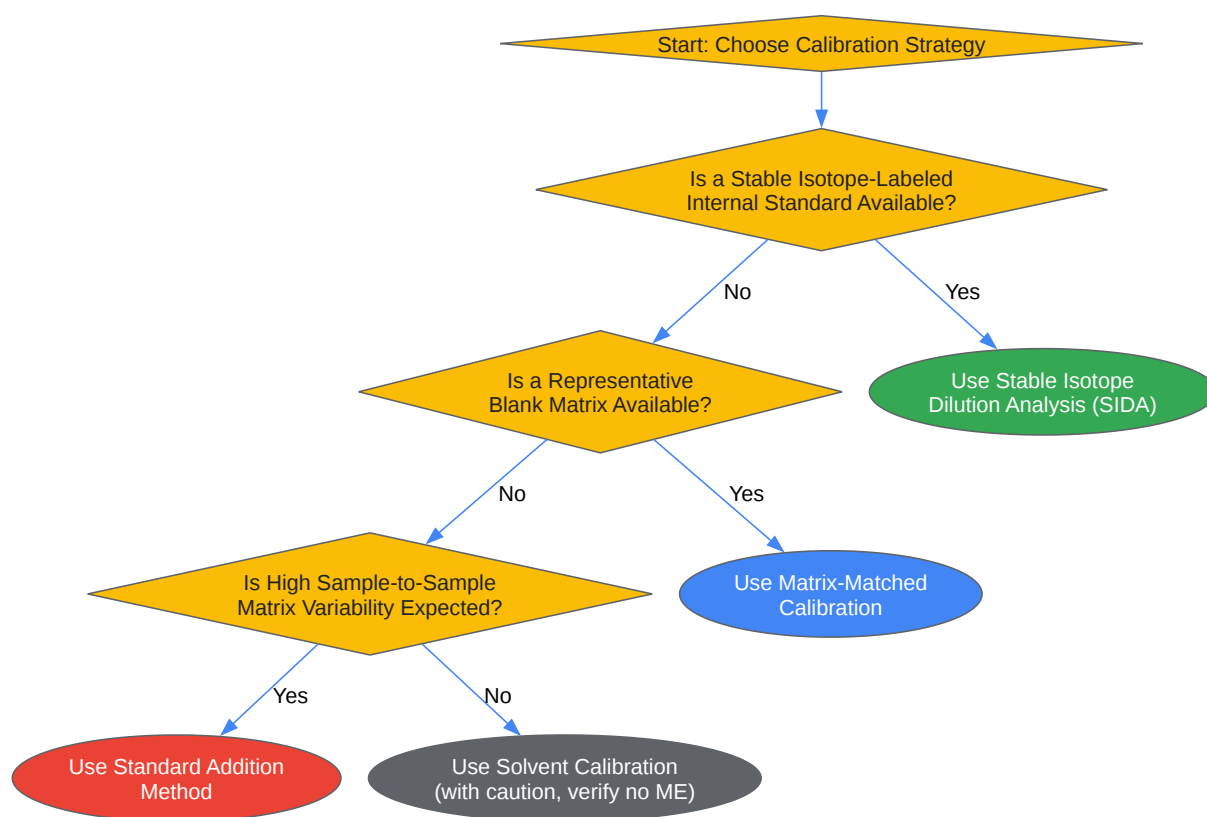 Start: Choose Calibration Strategy
Is a Stable Isotope-Labeled
Internal Standard Available?
No
Yes
Is a Representative
Blank Matrix Available?
Use Stable Isotope
Dilution Analysis (SIDA)
No
Yes
Is High Sample-to-Sample
Matrix Variability Expected?
Use Matrix-Matched
Calibration
Yes
No
Use Standard Addition
Method
Use Solvent Calibration
(with caution, verify no ME)